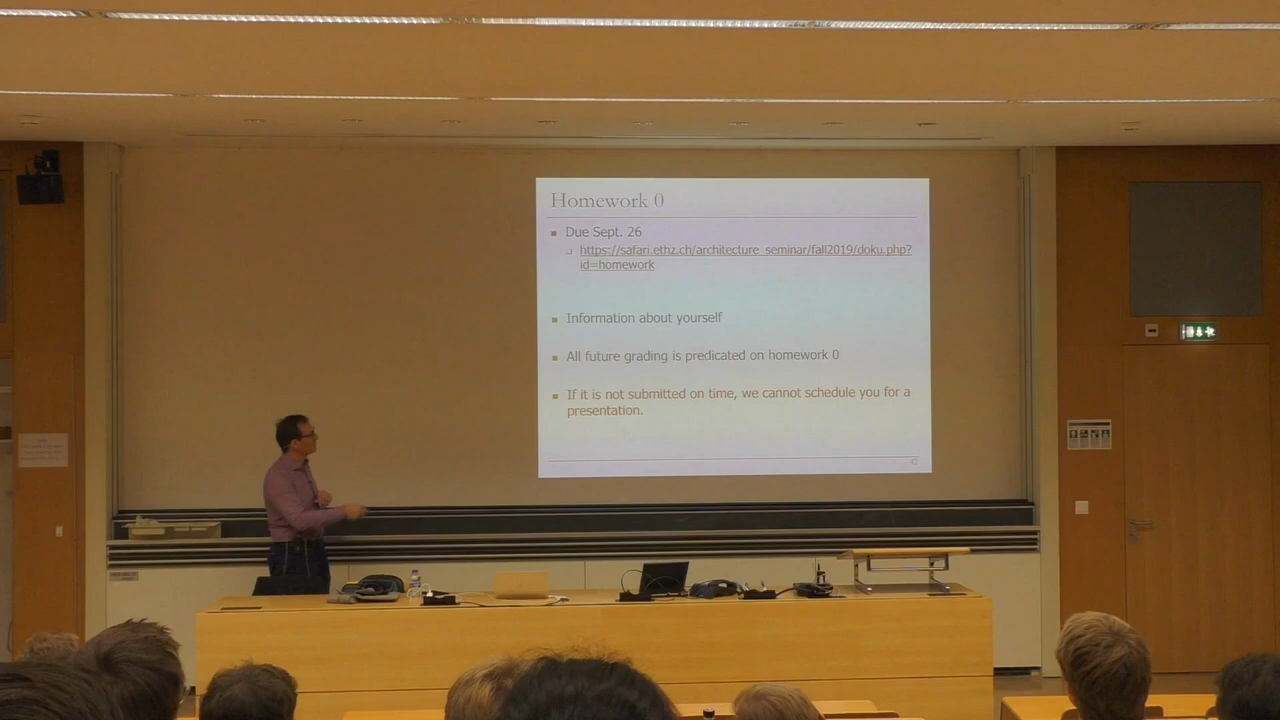 Homework 0
Due Sept. 26
https://safari.ethz.ch/architecture_seminar/fall2019/doku.php?
id=homework
Information about yourself
All future grading is predicated on homework 0
If it is not submitted on time, we cannot schedule you for a
presentation.